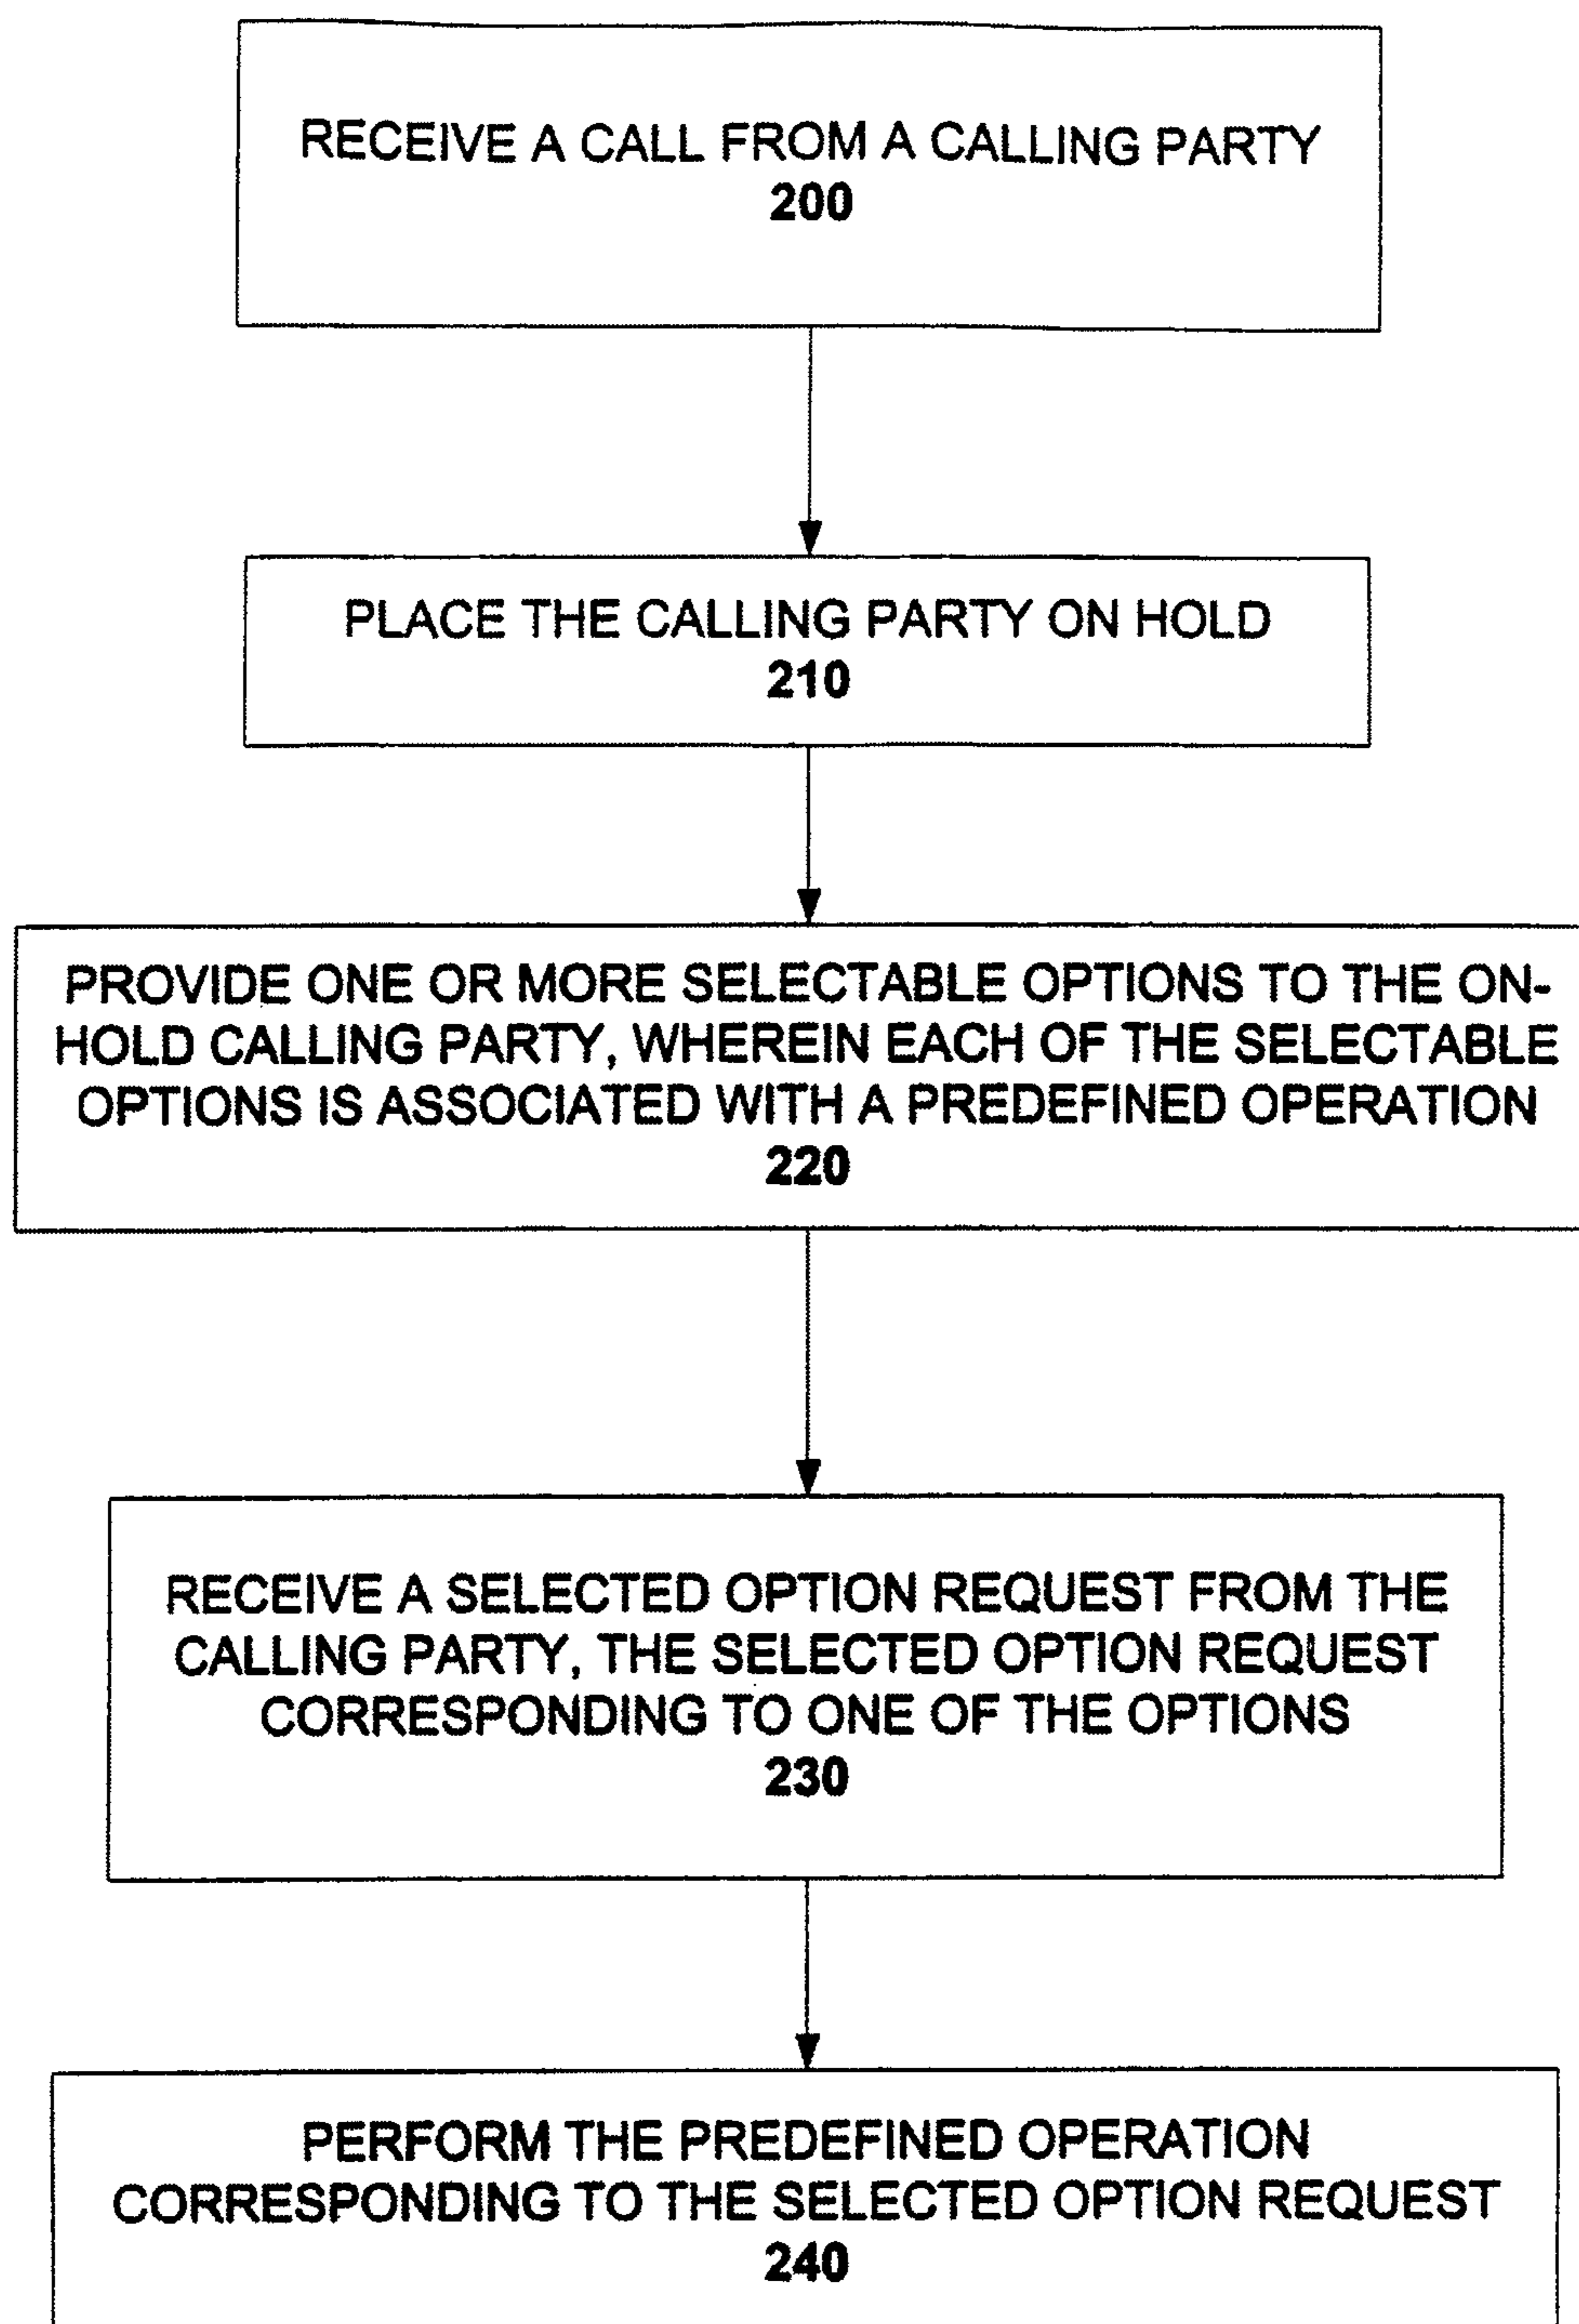 RECEIVE A CALL FROM A CALLING PARTY
200
PLACE THE CALLING PARTY ON HOLD
210
PROVIDE ONE OR MORE SELECTABLE OPTIONS TO THE ON-
HOLD CALLING PARTY, WHEREIN EACH OF THE SELECTABLE
OPTIONS IS ASSOCIATED WITH A PREDEFINED OPERATION
220
RECEIVE A SELECTED OPTION REQUEST FROM THE
CALLING PARTY, THE SELECTED OPTION REQUEST
CORRESPONDING TO ONE OF THE OPTIONS
230
PERFORM THE PREDEFINED OPERATION
CORRESPONDING TO THE SELECTED OPTION REQUEST
240